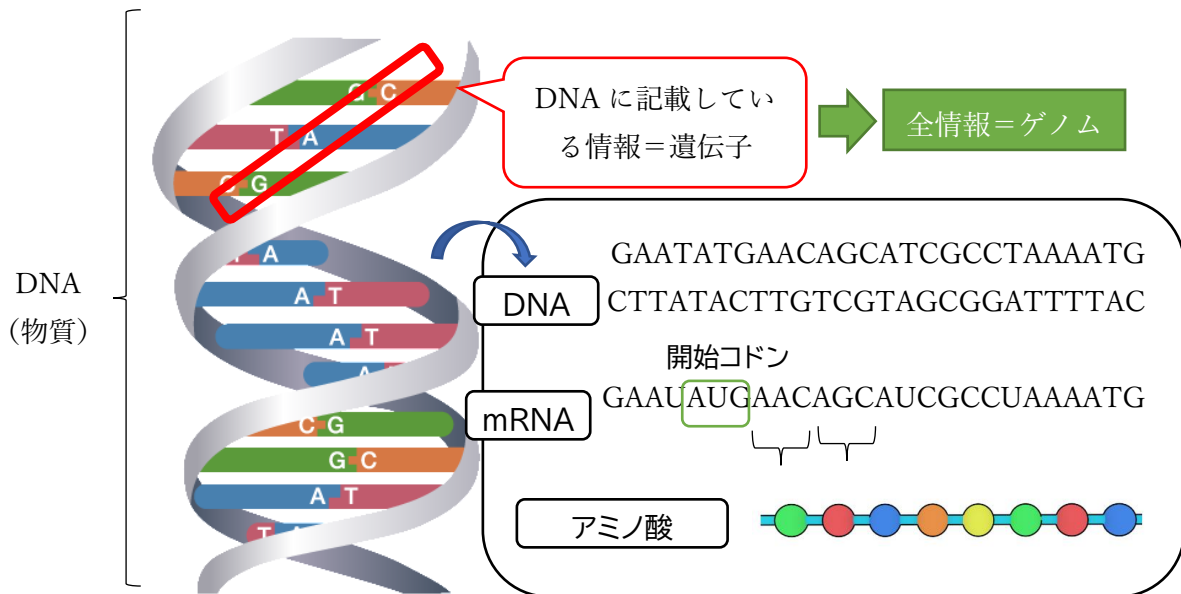 DNA
（物質）
G C
T A
C G
T A
A T
A T
A
C G
G C
A T
T A
DNA に記載してい
る情報＝遺伝子
全情報＝ゲノム
GAATATGAACAGCATCGCCTAAAATG
DNA
CTTATACTTGTCGTAGCGGATTTTAC
開始コドン
GAAUAUGAACAGCAUCGCCUAAAATG
mRNA
アミノ酸